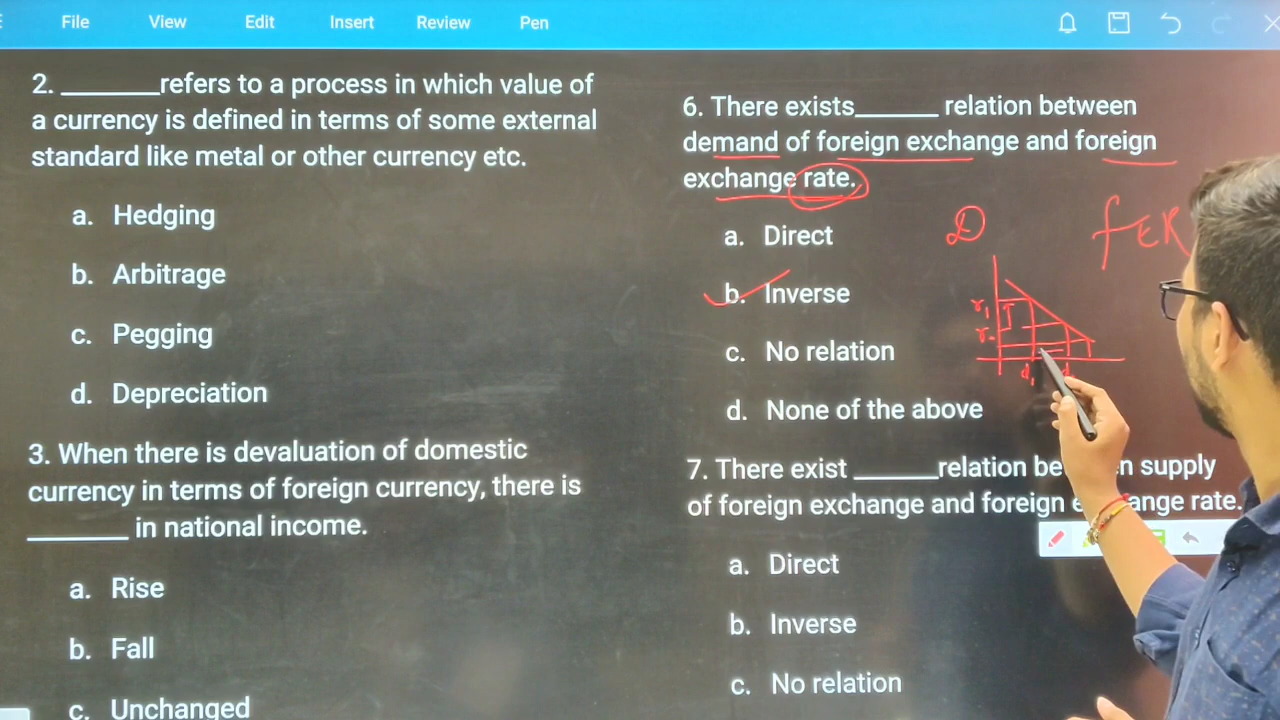 File View Edit Insert Review Pen
2. ________refers to a process in which value of
a currency is defined in terms of some external
standard like metal or other currency etc.
a. Hedging
b. Arbitrage
c. Pegging
d. Depreciation
3. When there is devaluation of domestic
currency in terms of foreign currency, there is
________ in national income.
a. Rise
b. Fall
c. Unchanged
6. There exists_______ relation between
demand of foreign exchange and foreign
exchange rate.
a. Direct
b. Inverse
c. No relation
d. None of the above
D fER
r₁
r
d₁ d
7. There exist _______relation be n supply
of foreign exchange and foreign e ange rate.
a. Direct
b. Inverse
c. No relation